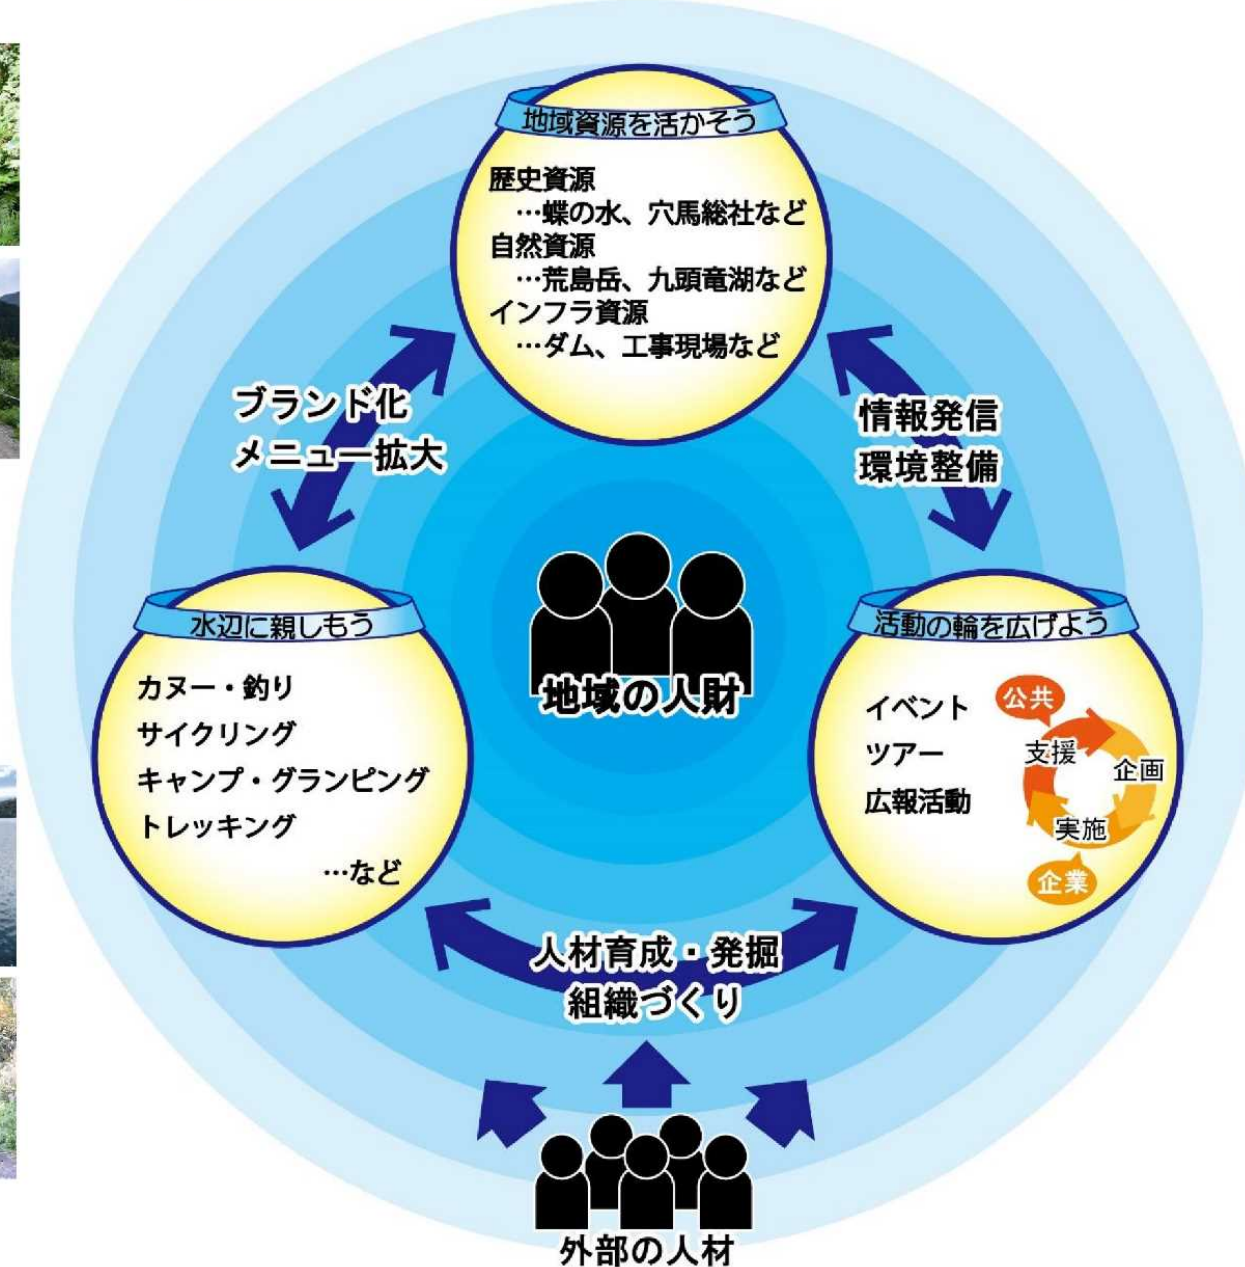 地域資源を活かそう
歴史資源
…蝶の水、穴馬総社など
自然資源
…荒島岳、九頭竜湖など
インフラ資源
…ダム、工事現場など
ブランド化
メニュー拡大
情報発信
環境整備
地域の人財
水辺に親しもう
カヌー・釣り
サイクリング
キャンプ・グランピング
トレッキング
…など
活動の輪を広げよう
イベント
ツアー
広報活動
公共
支援
企画
実施
企業
人材育成・発掘
組織づくり
外部の人材